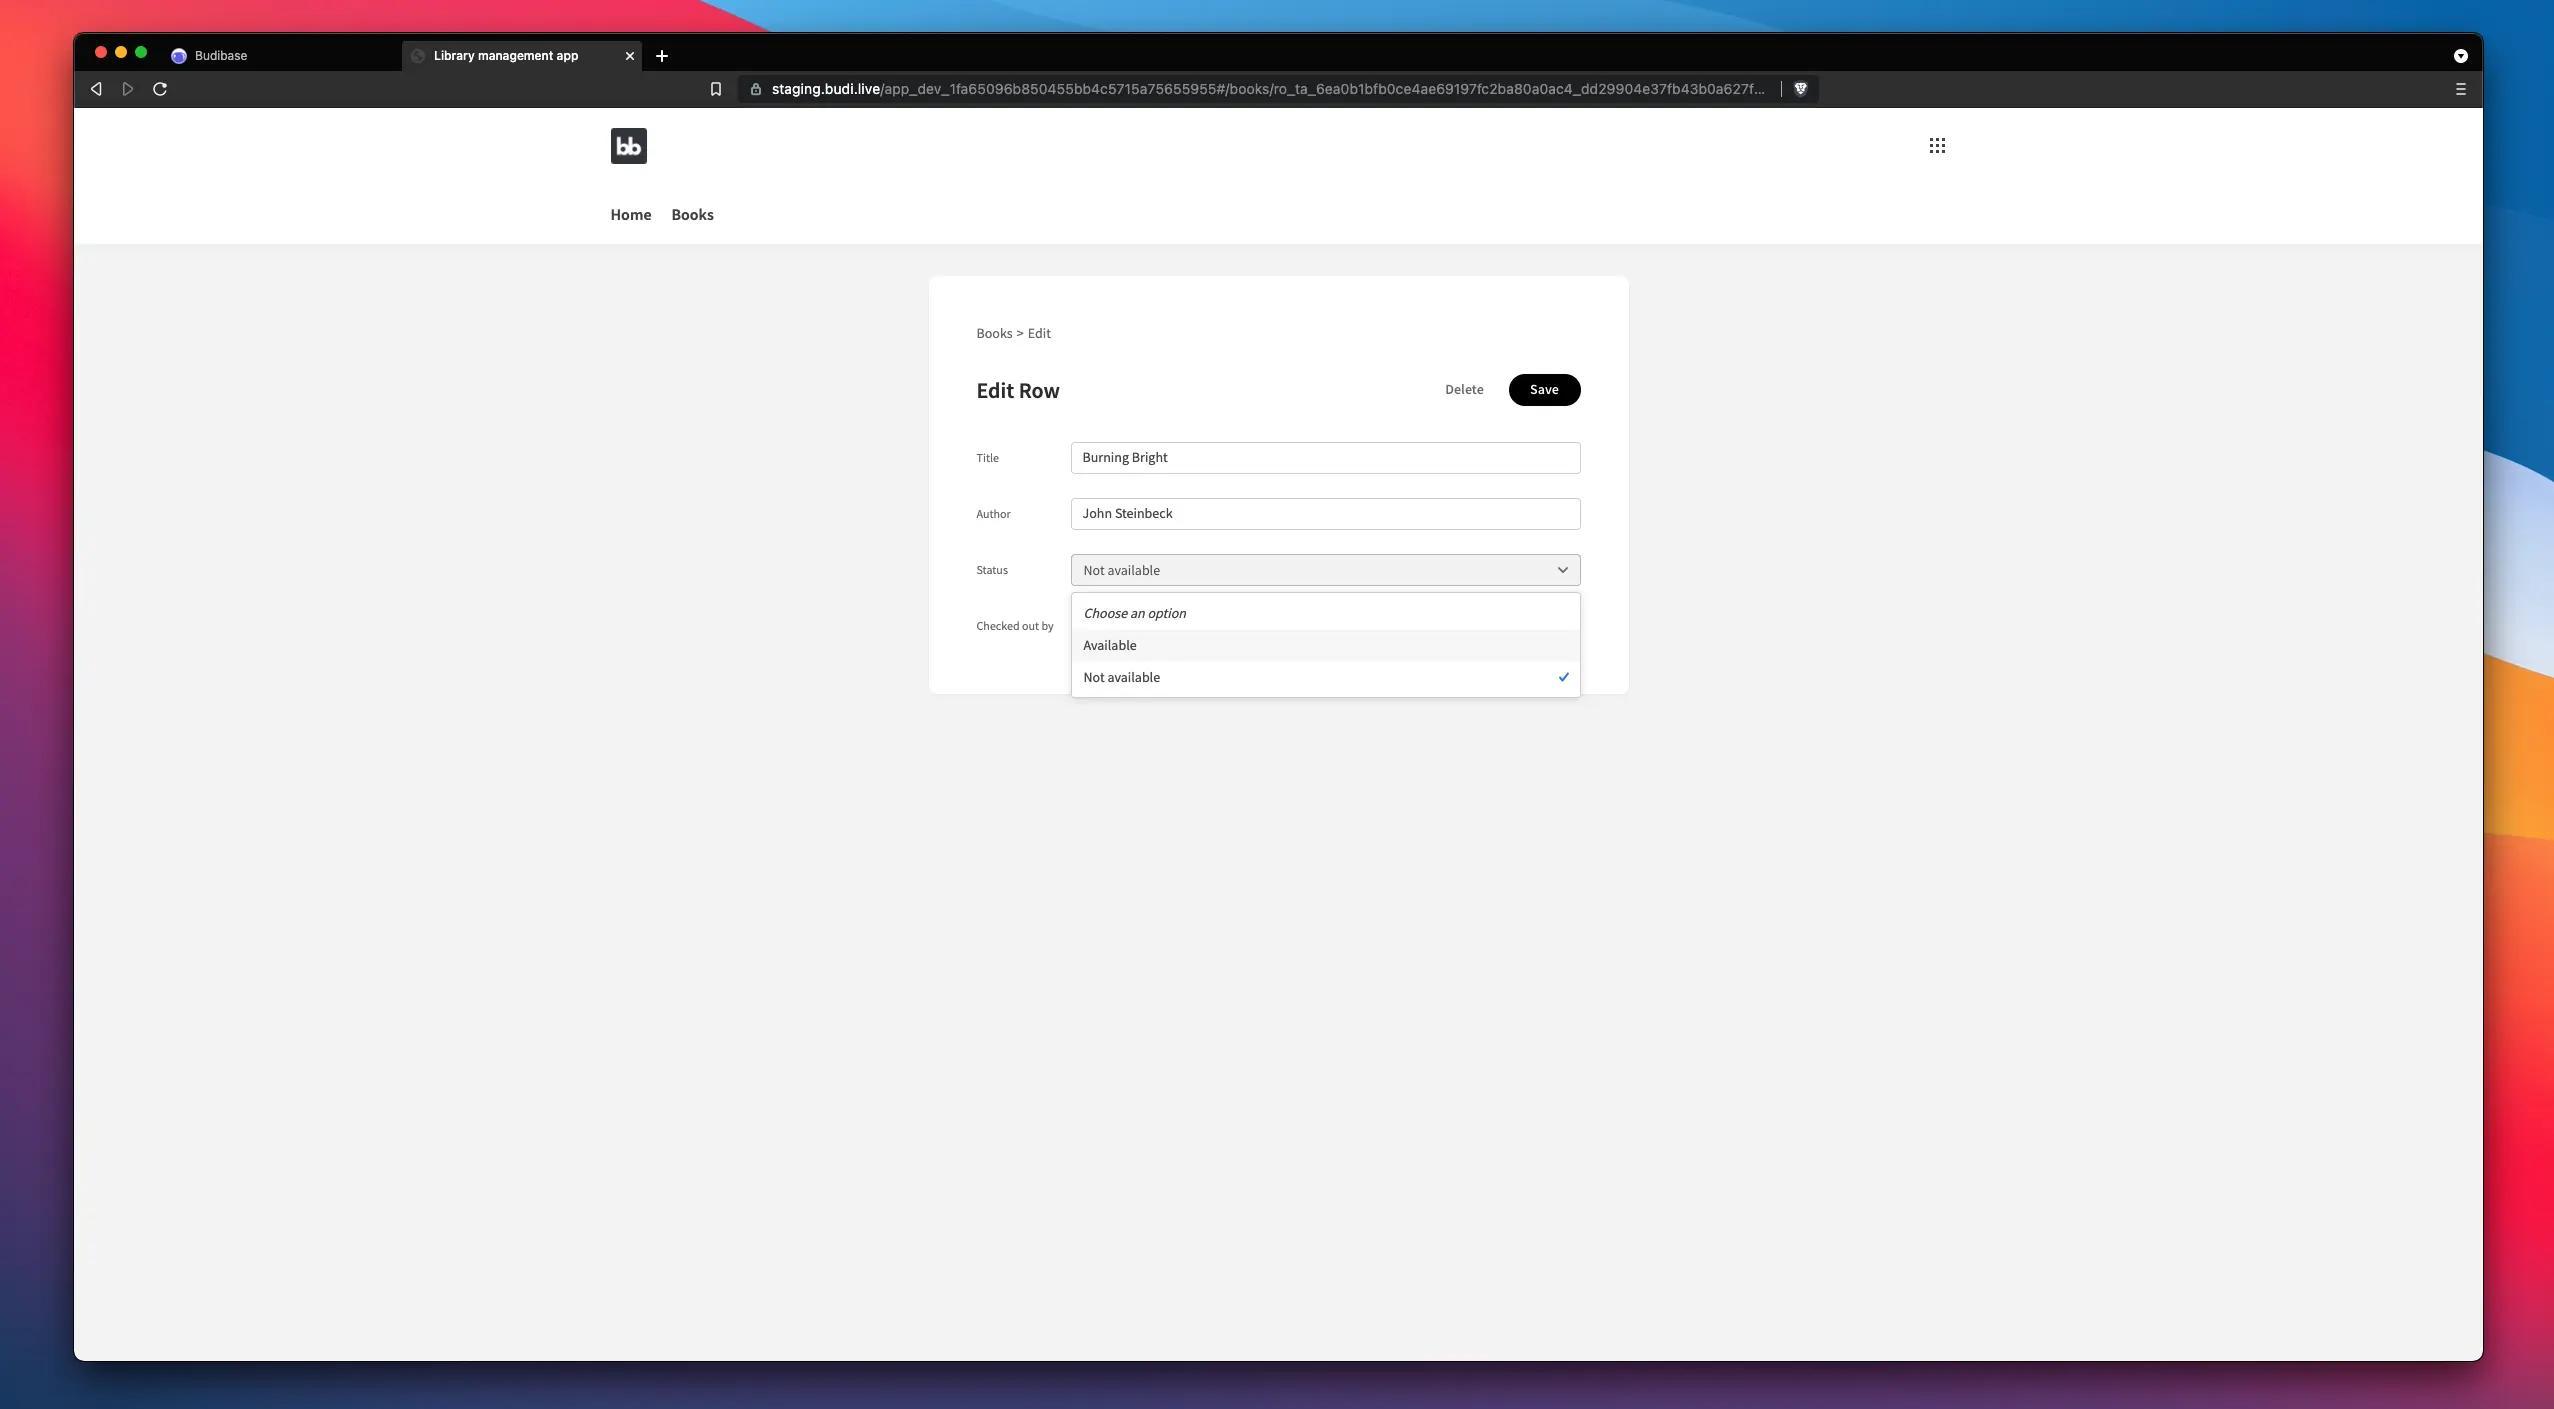 Budibase
Library management app
staging.budi.live/app_dev_1fa65096b850455bb4c5715a75655955#/books/ro_ta_6ea0b1bfb0ce4ae69197fc2ba80a0ac4_dd29904e37fb43b0a627f...
bb
Home Books
Books > Edit
Edit Row
Delete Save
Title Burning Bright
Author John Steinbeck
Status Not available
Choose an option
Checked out by
Available
Not available